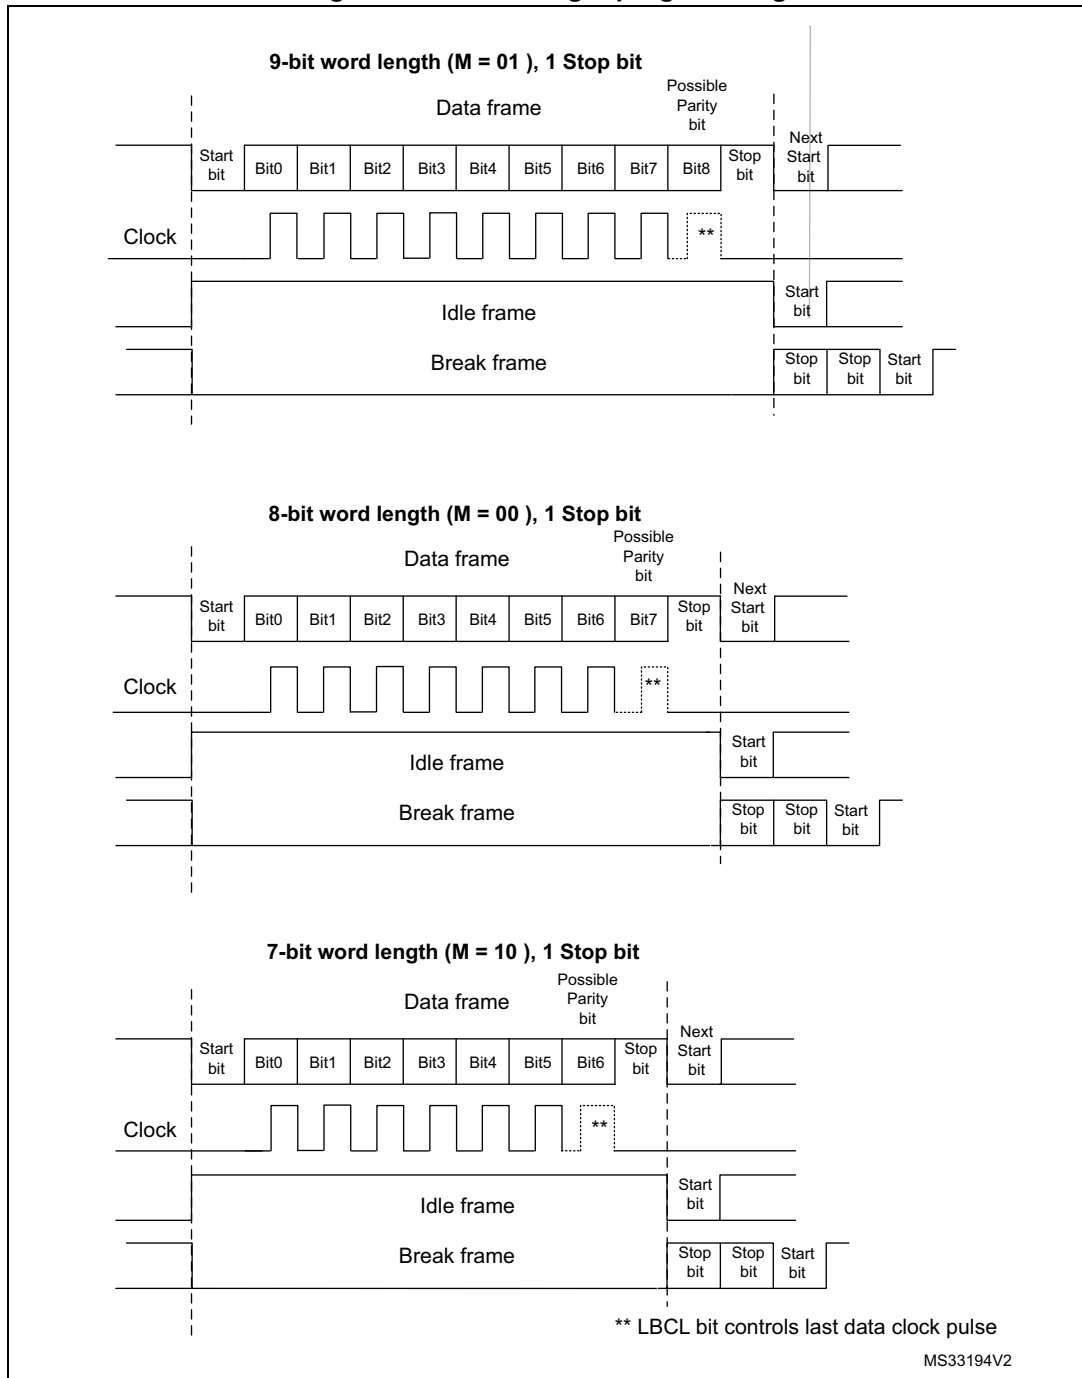 9-bit word length (M = 01 ), 1 Stop bit
Data frame
Possible
Parity
bit
Start
bit
Bit0
Bit1
Bit2
Bit3
Bit4
Bit5
Bit6
Bit7
Bit8
Stop
bit
Next
Start
bit
Clock
**
Idle frame
Start
bit
Break frame
Stop
bit
Stop
bit
Start
bit
8-bit word length (M = 00 ), 1 Stop bit
Data frame
Possible
Parity
bit
Start
bit
Bit0
Bit1
Bit2
Bit3
Bit4
Bit5
Bit6
Bit7
Stop
bit
Next
Start
bit
Clock
**
Idle frame
Start
bit
Break frame
Stop
bit
Stop
bit
Start
bit
7-bit word length (M = 10 ), 1 Stop bit
Data frame
Possible
Parity
bit
Start
bit
Bit0
Bit1
Bit2
Bit3
Bit4
Bit5
Bit6
Stop
bit
Next
Start
bit
Clock
**
Idle frame
Start
bit
Break frame
Stop
bit
Stop
bit
Start
bit
** LBCL bit controls last data clock pulse
MS33194V2